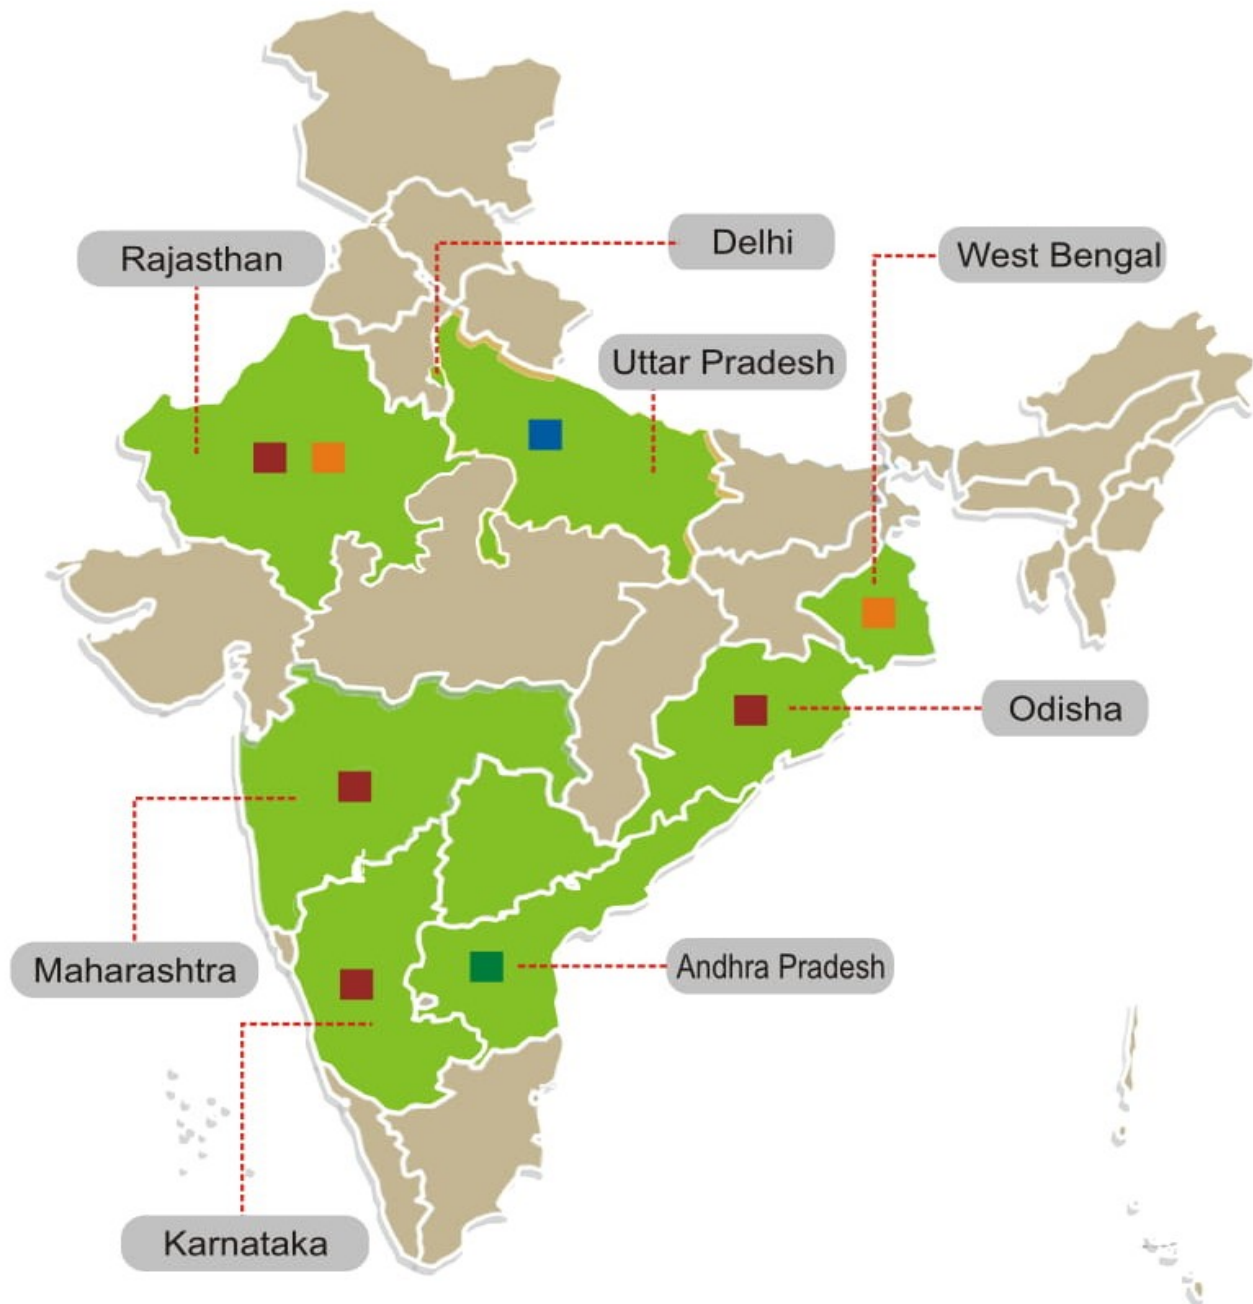 Delhi
West Bengal
Rajasthan
Uttar Pradesh
Odisha
Maharashtra
Andhra Pradesh
Karnataka